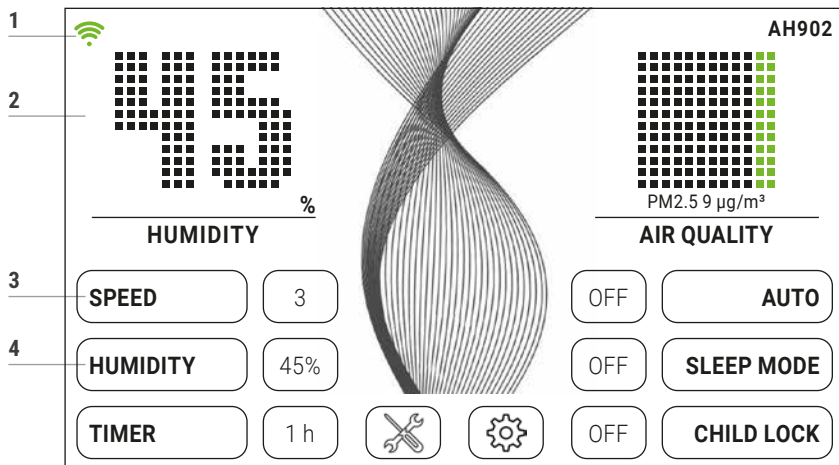 1
AH902
2
45
%
PM2.5 9 µg/m³
HUMIDITY
AIR QUALITY
3
SPEED
3
OFF
AUTO
4
HUMIDITY
45%
OFF
SLEEP MODE
TIMER
1 h
OFF
CHILD LOCK